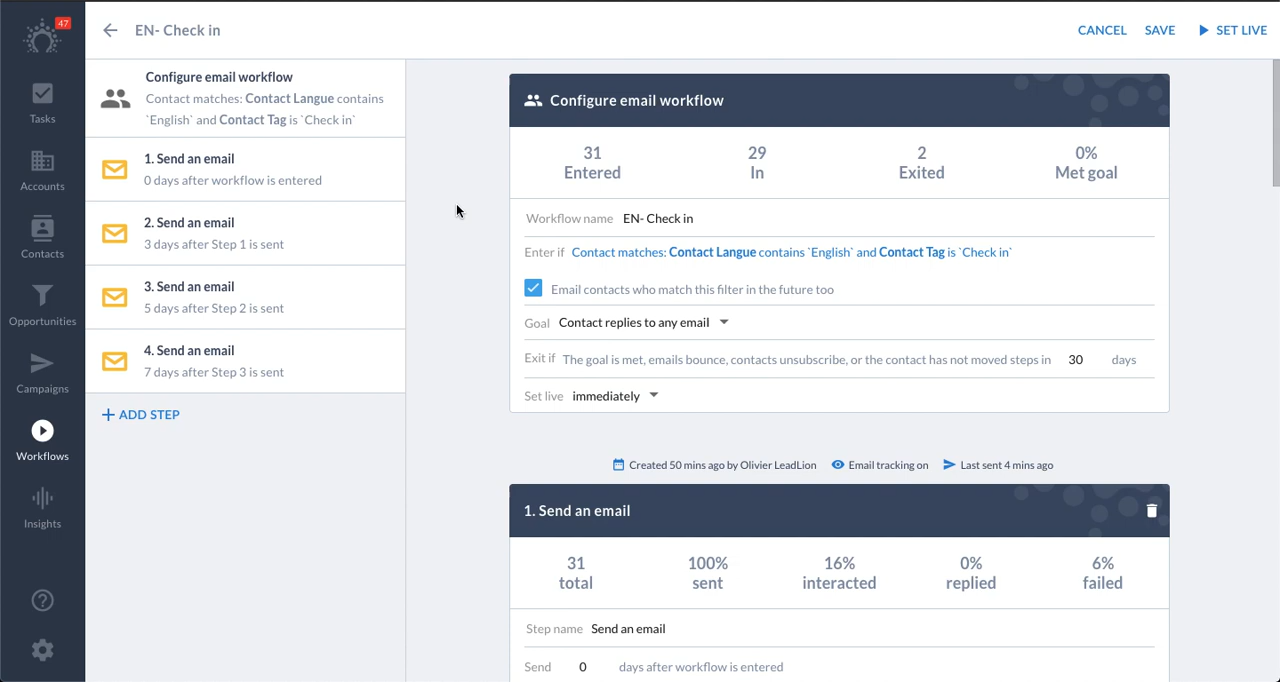 47
EN- Check in
CANCEL
SAVE
SET LIVE
Tasks
Accounts
Contacts
Opportunities
Campaigns
Workflows
Insights
Configure email workflow
Contact matches: Contact Langue contains
`English` and Contact Tag is `Check in`
1. Send an email
0 days after workflow is entered
2. Send an email
3 days after Step 1 is sent
3. Send an email
5 days after Step 2 is sent
4. Send an email
7 days after Step 3 is sent
+ ADD STEP
Configure email workflow
31 29 2 0%
Entered In Exited Met goal
Workflow name EN- Check in
Enter if Contact matches: Contact Langue contains `English` and Contact Tag is `Check in`
Email contacts who match this filter in the future too
Goal Contact replies to any email
Exit if The goal is met, emails bounce, contacts unsubscribe, or the contact has not moved steps in 30 days
Set live immediately
Created 50 mins ago by Olivier LeadLion Email tracking on Last sent 4 mins ago
1. Send an email
31 100% 16% 0% 6%
total sent interacted replied failed
Step name Send an email
Send 0 days after workflow is entered